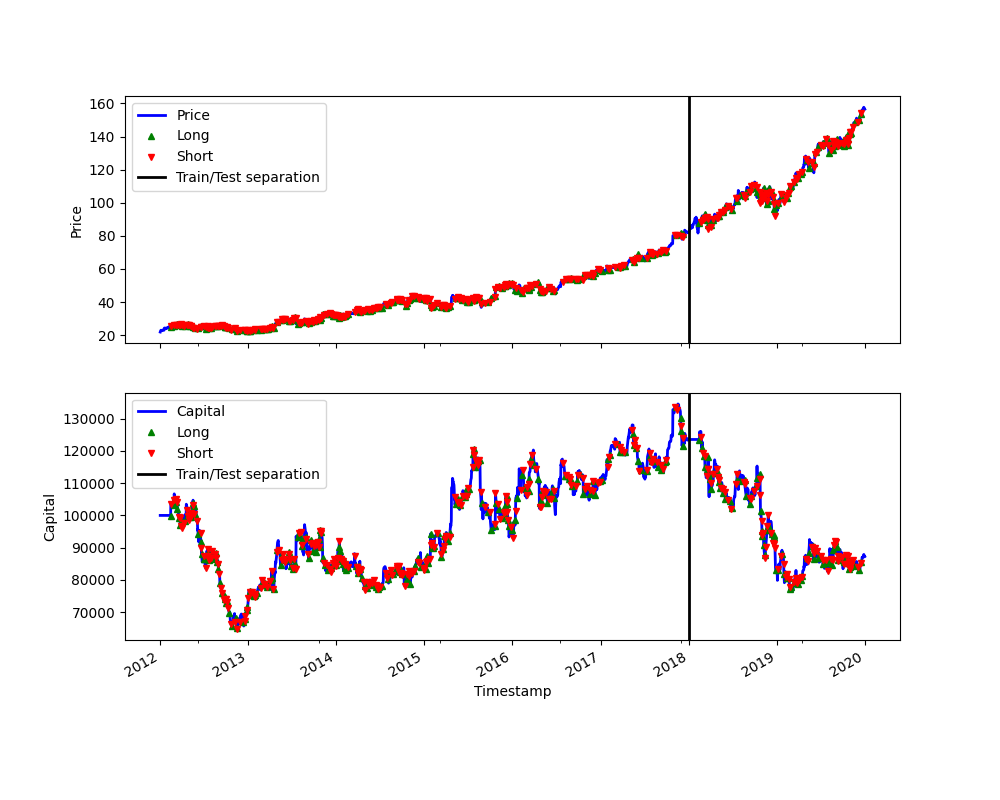 160
140
120
100
80
60
40
20
Price
Price
Long
Short
Train/Test separation
130000
120000
110000
100000
90000
80000
70000
Capital
Capital
Long
Short
Train/Test separation
2012 2013 2014 2015 2016 2017 2018 2019 2020
Timestamp